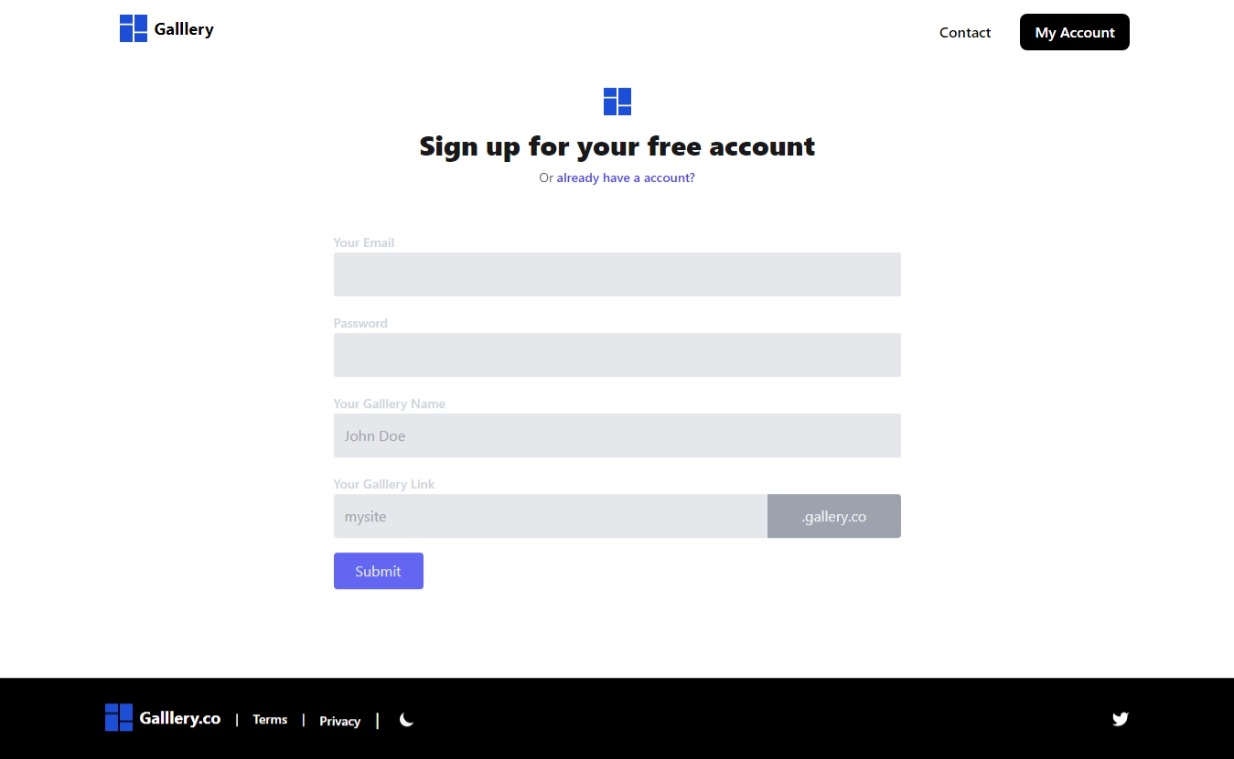 Galllery
Contact
My Account
Sign up for your free account
Or already have a account?
Your Email
Password
Your Galllery Name
John Doe
Your Galllery Link
mysite
.gallery.co
Submit
Galllery.co | Terms | Privacy |